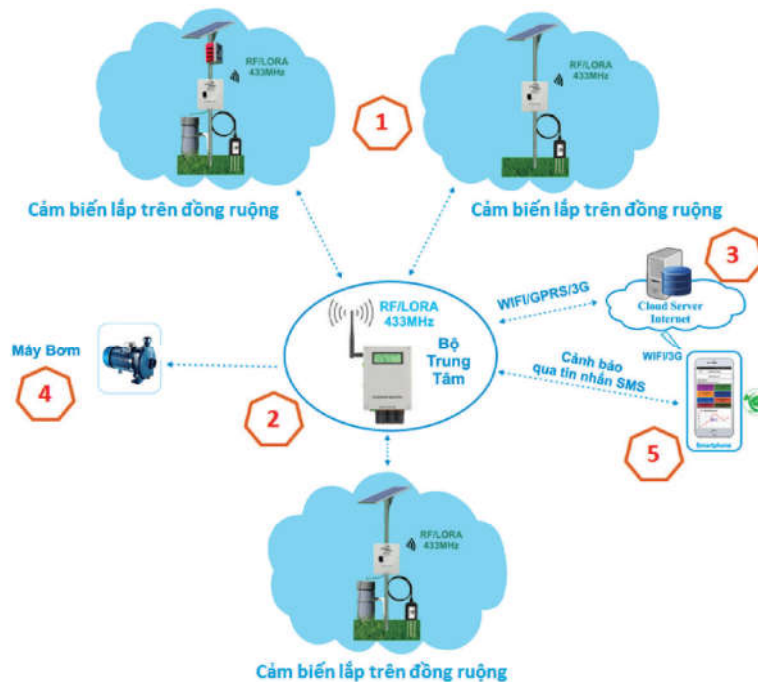 RF/LORA
433MHz
RF/LORA
433MHz
1
Cảm biến lắp trên đồng ruộng
Cảm biến lắp trên đồng ruộng
3
RF/LORA
433MHz
WIFI/GPRS/3G
Cloud Server
Internet
Bộ
Trung
Tâm
WIFI/3G
Máy Bơm
Cảnh báo
qua tin nhắn SMS
4
2
5
Smartphone
RF/LORA
433MHz
Cảm biến lắp trên đồng ruộng